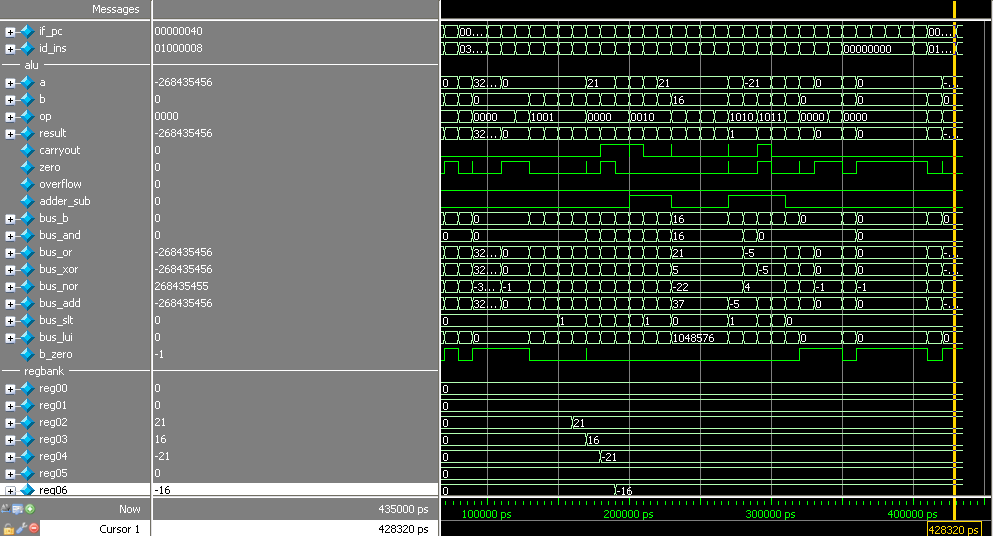 Messages
if_pc 00000040 00... 00...
id_ins 01000008 03... 00000000 01...
alu
a -268435456 0 32... 0 21 21 -21 0 0 -...
b 0 0 0 16 0 0 0
op 0000 0000 1001 0000 0010 1010 1011 0000 0000
result -268435456 0 32... 0 1 0 0 -...
carryout 0
zero 0
overflow 0
adder_sub 0
bus_b 0 0 16 0 0 0
bus_and 0 0 0 16 0 0
bus_or -268435456 32... 0 21 -5 0 0 -...
bus_xor -268435456 32... 0 5 -5 0 0 -...
bus_nor 268435455 -3... -1 -22 4 -1 -1
bus_add -268435456 32... 0 37 -5 0 0 -...
bus_slt 0 0 1 1 0 1 0
bus_lui 0 0 1048576 0 0 0
b_zero -1
regbank
reg00 0 0
reg01 0 0
reg02 21 0 21
reg03 16 0 16
reg04 -21 0 -21
reg05 0 0
reg06 -16 0 -16
Now 435000 ps 100000 ps 200000 ps 300000 ps 400000 ps
Cursor 1 428320 ps 428320 ps